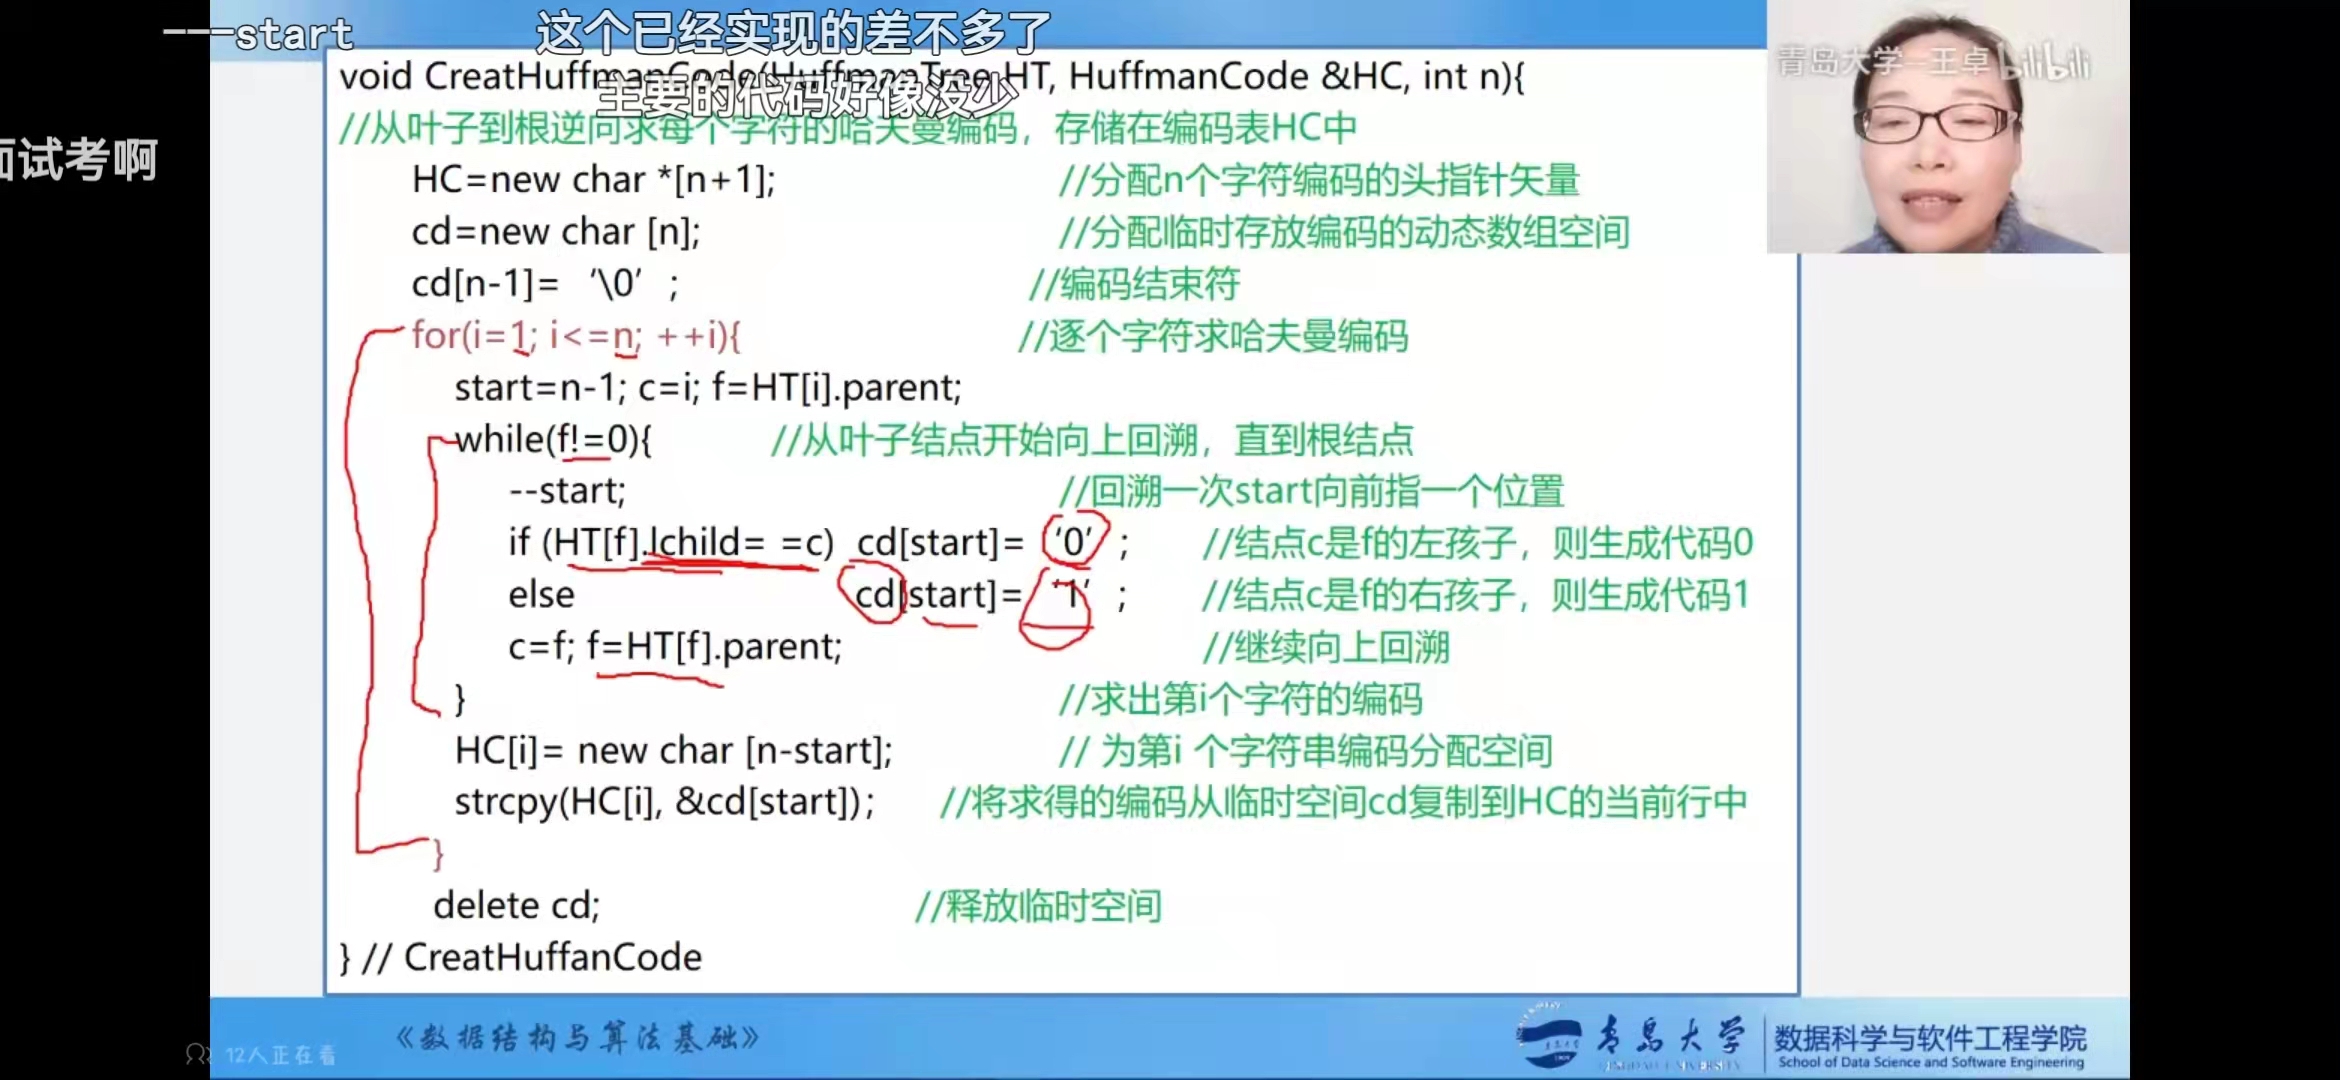 ---start
这个已经实现的差不多了
主要的代码好像没少
面试考啊
青岛大学-王卓 bilibili
void CreatHuffmanCode(HuffmanTree HT, HuffmanCode &HC, int n){
//从叶子到根逆向求每个字符的哈夫曼编码，存储在编码表HC中
HC=new char *[n+1]; //分配n个字符编码的头指针矢量
cd=new char [n]; //分配临时存放编码的动态数组空间
cd[n-1]= ‘\0’ ; //编码结束符
for(i=1; i<=n; ++i){ //逐个字符求哈夫曼编码
start=n-1; c=i; f=HT[i].parent;
while(f!=0){ //从叶子结点开始向上回溯，直到根结点
--start; //回溯一次start向前指一个位置
if (HT[f].lchild= =c) cd[start]= ‘0’ ; //结点c是f的左孩子，则生成代码0
else cd[start]= ‘1’ ; //结点c是f的右孩子，则生成代码1
c=f; f=HT[f].parent; //继续向上回溯
} //求出第i个字符的编码
HC[i]= new char [n-start]; // 为第i 个字符串编码分配空间
strcpy(HC[i], &cd[start]); //将求得的编码从临时空间cd复制到HC的当前行中
}
delete cd; //释放临时空间
} // CreatHuffanCode
《数据结构与算法基础》
12人正在看
青岛大学
QINGDAO UNIVERSITY
数据科学与软件工程学院
School of Data Science and Software Engineering